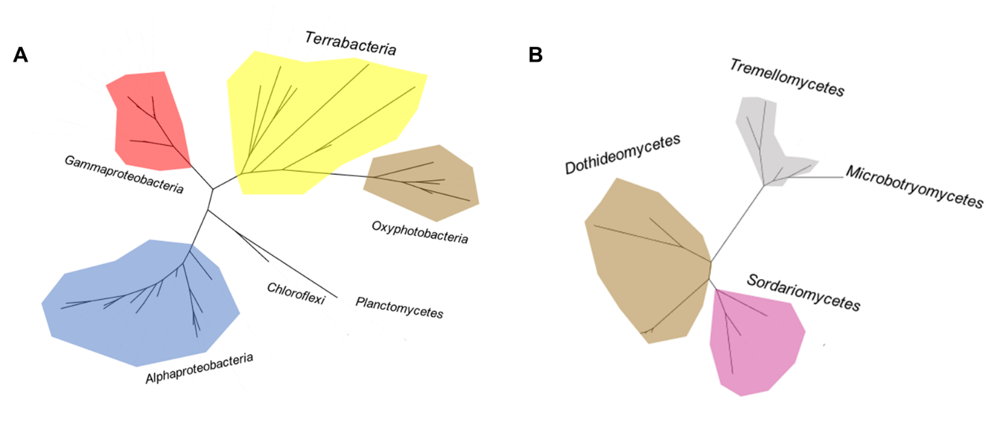 A
Terrabacteria
Gammaproteobacteria
Oxyphotobacteria
Chloroflexi
Planctomycetes
Alphaproteobacteria
B
Tremellomycetes
Dothideomycetes
Microbotryomycetes
Sordariomycetes